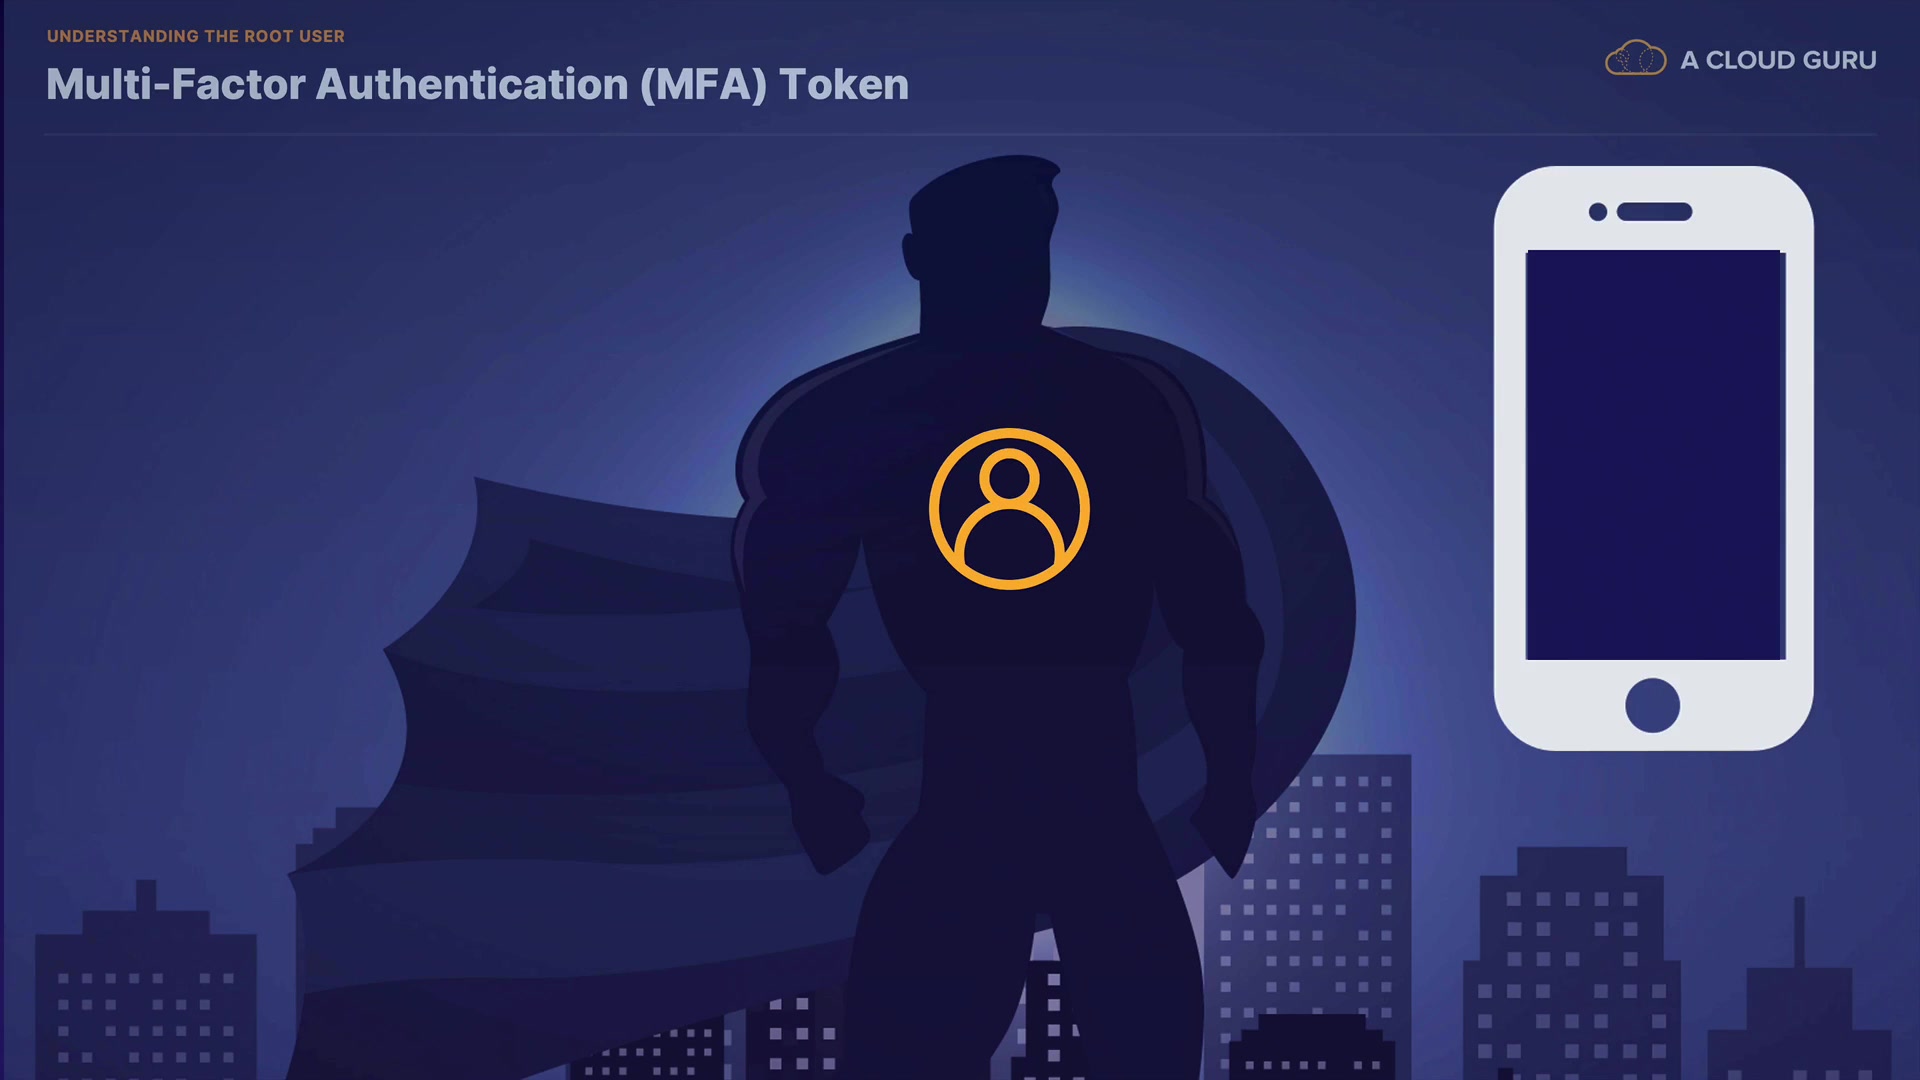 UNDERSTANDING THE ROOT USER
Multi-Factor Authentication (MFA) Token
A CLOUD GURU